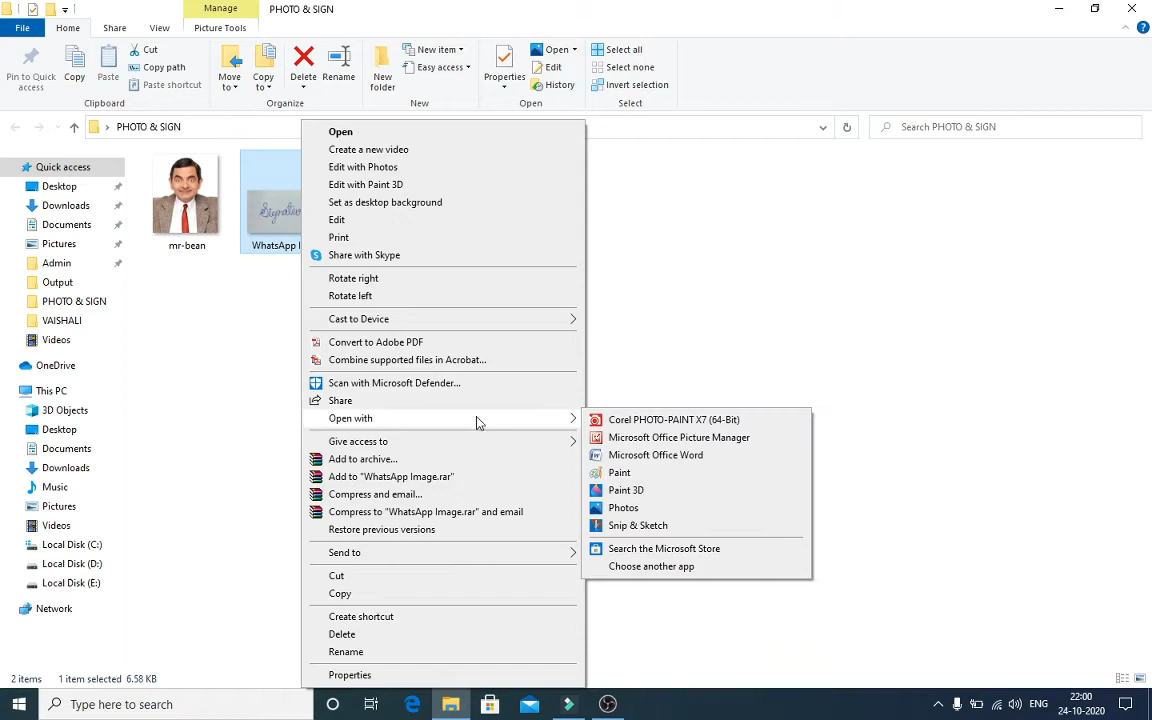 Manage
PHOTO & SIGN
File
Home
Share
View
Picture Tools
Pin to Quick access
Copy
Paste
Cut
Copy path
Paste shortcut
Clipboard
Move to
Copy to
Delete
Rename
Organize
New folder
New item
Easy access
New
Properties
Open
Edit
History
Open
Select all
Select none
Invert selection
Select
PHOTO & SIGN
Search PHOTO & SIGN
Quick access
Desktop
Downloads
Documents
Pictures
Admin
Output
PHOTO & SIGN
VAISHALI
Videos
OneDrive
This PC
3D Objects
Desktop
Documents
Downloads
Music
Pictures
Videos
Local Disk (C:)
Local Disk (D:)
Local Disk (E:)
Network
mr-bean
WhatsApp I
Open
Create a new video
Edit with Photos
Edit with Paint 3D
Set as desktop background
Edit
Print
Share with Skype
Rotate right
Rotate left
Cast to Device
Convert to Adobe PDF
Combine supported files in Acrobat...
Scan with Microsoft Defender...
Share
Open with
Give access to
Add to archive...
Add to "WhatsApp Image.rar"
Compress and email...
Compress to "WhatsApp Image.rar" and email
Restore previous versions
Send to
Cut
Copy
Create shortcut
Delete
Rename
Properties
Corel PHOTO-PAINT X7 (64-Bit)
Microsoft Office Picture Manager
Microsoft Office Word
Paint
Paint 3D
Photos
Snip & Sketch
Search the Microsoft Store
Choose another app
2 items
1 item selected 6.58 KB
Type here to search
ENG
22:00
24-10-2020